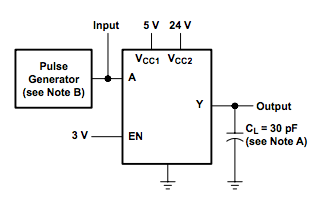 Input
5 V 24 V
VCC1 VCC2
Pulse
Generator
(see Note B)
A
Y
Output
CL = 30 pF
(see Note A)
3 V
EN